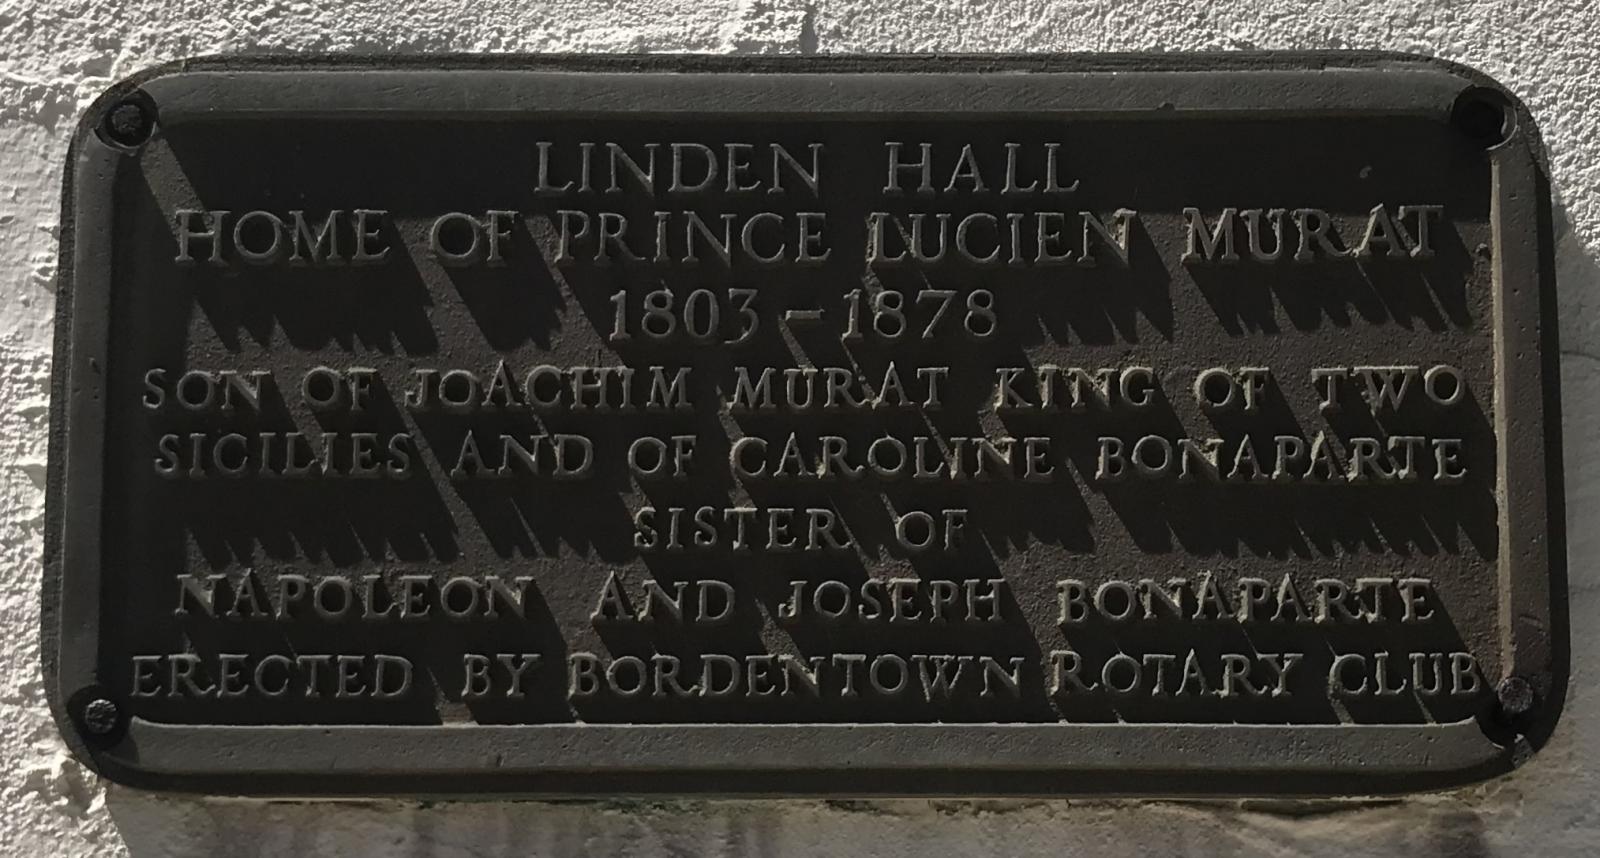 LINDEN HALL
HOME OF PRINCE LUCIEN MURAT
1803-1878
SON OF JOACHIM MURAT KING OF TWO
SICILIES AND OF CAROLINE BONAPARTE
SISTER OF
NAPOLEON AND JOSEPH BONAPARTE
ERECTED BY BORDENTOWN ROTARY CLUB